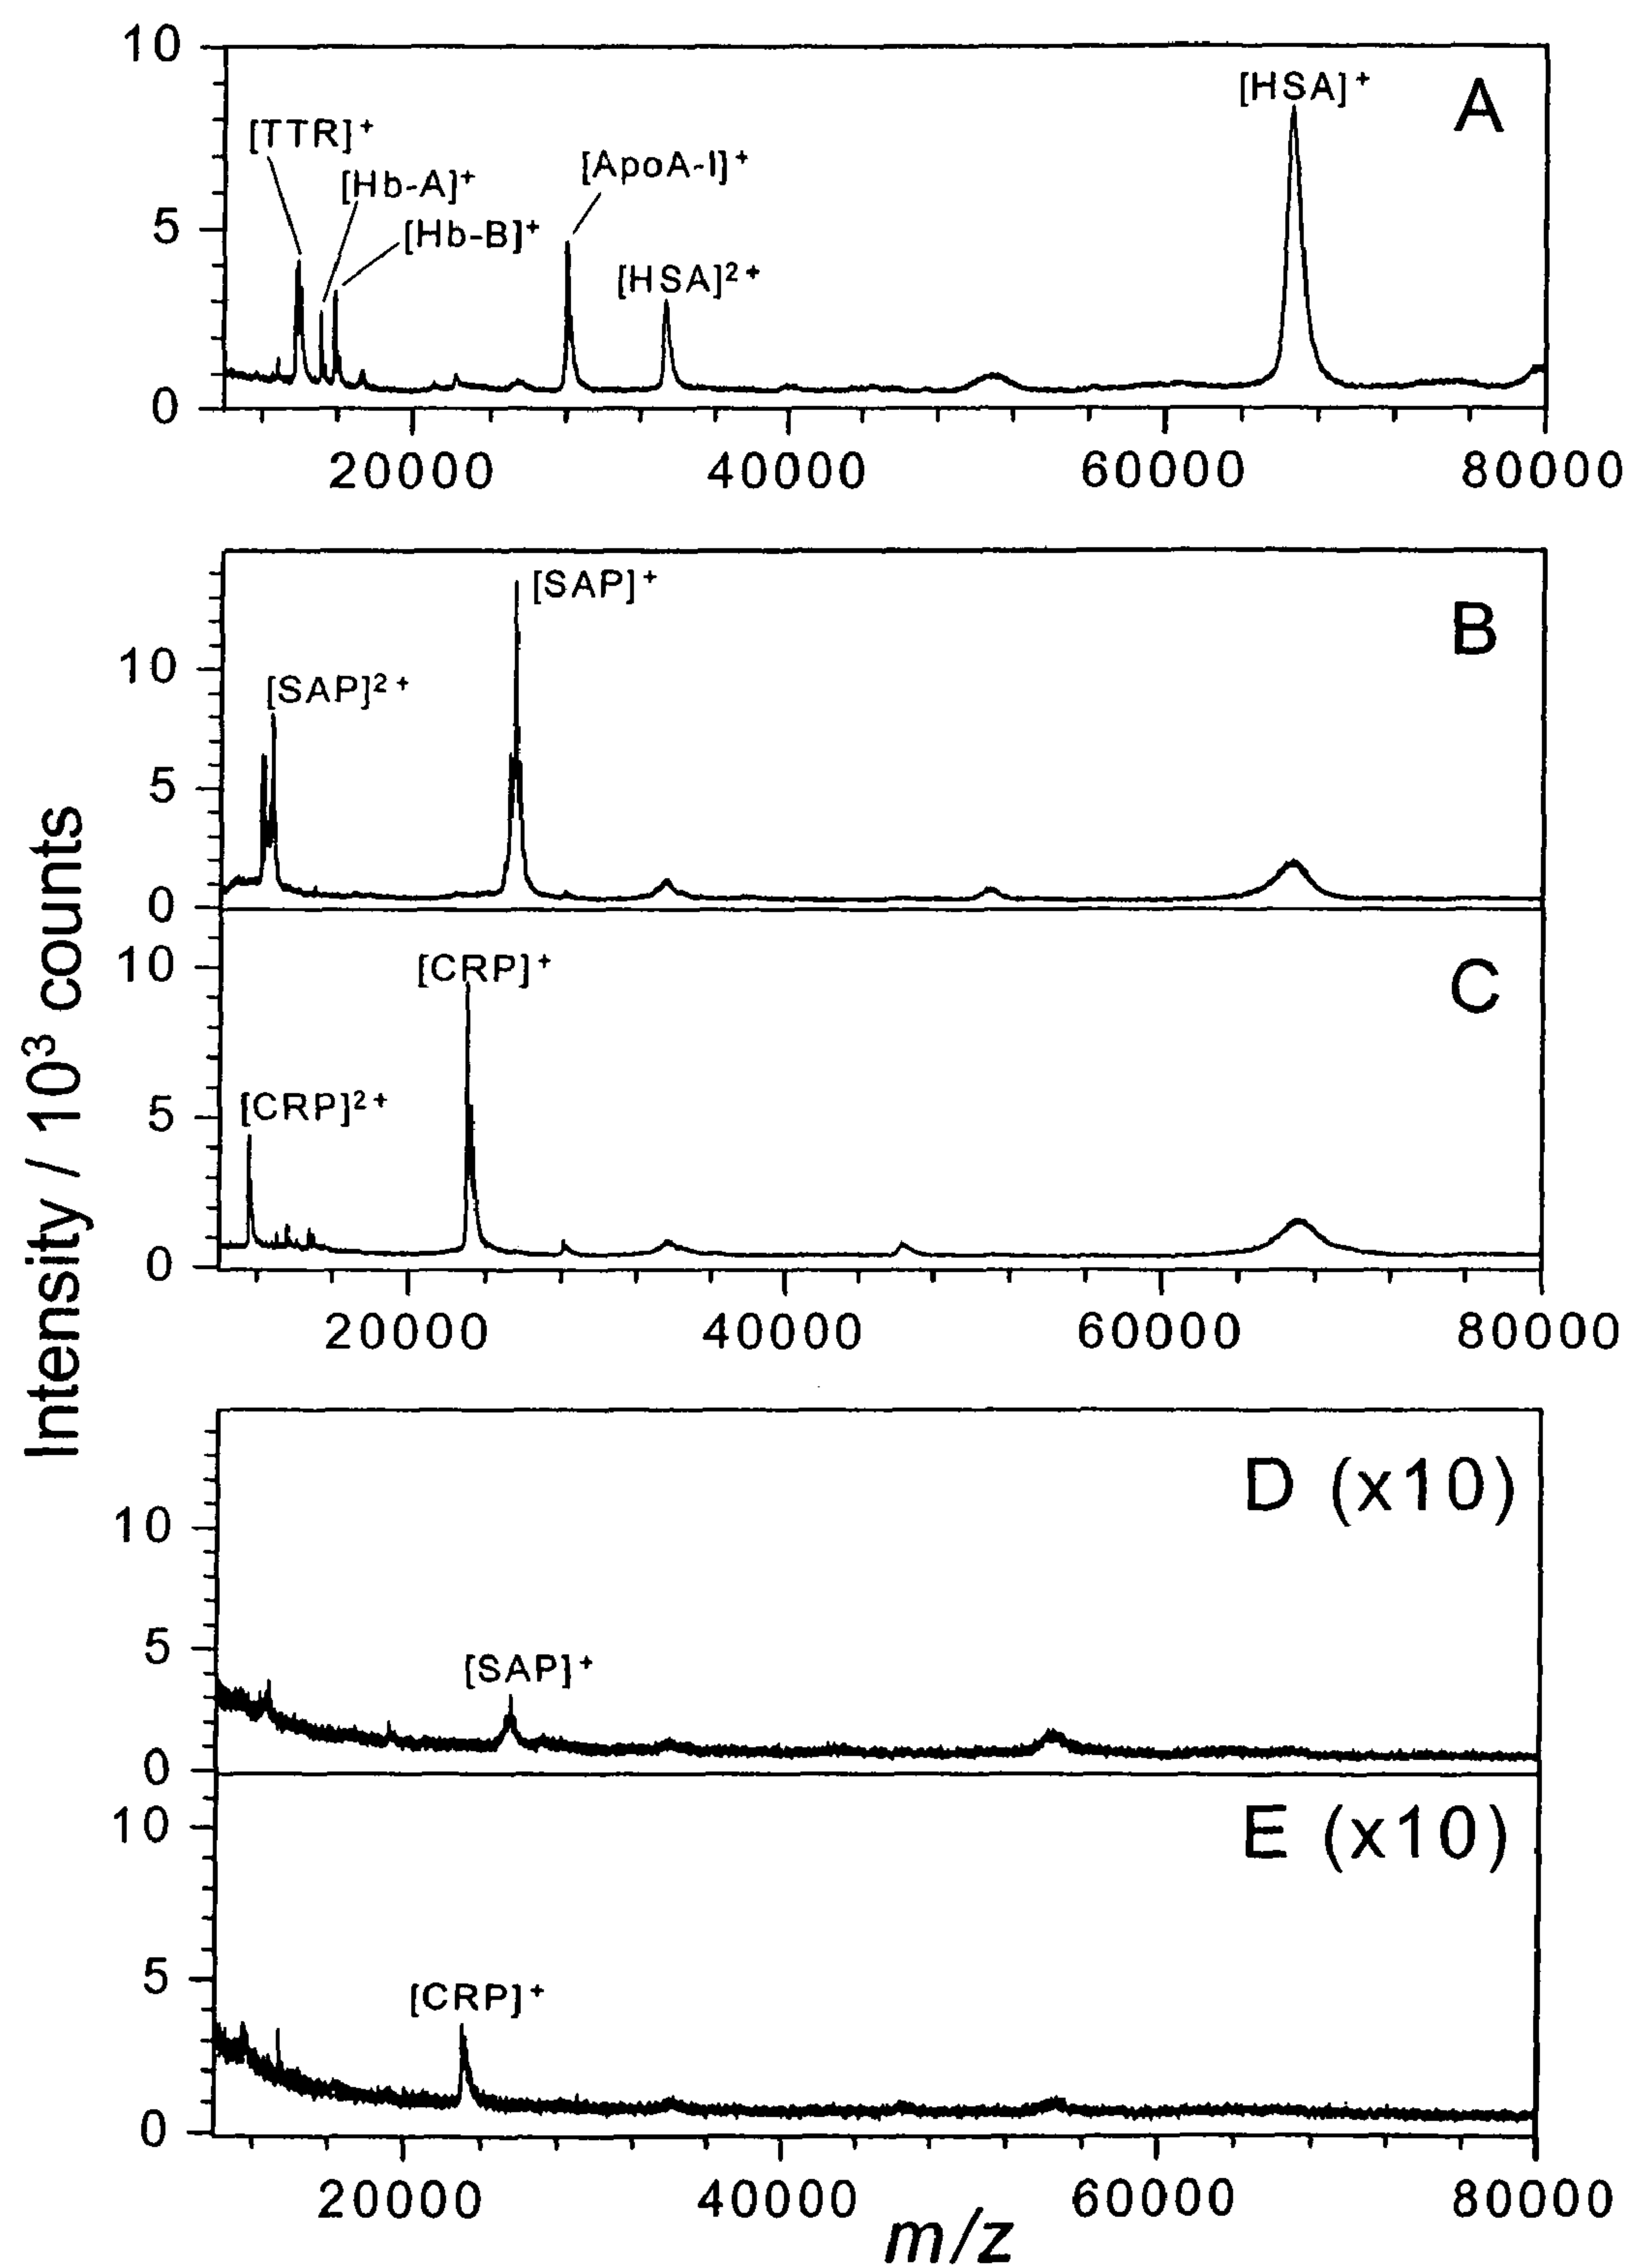 10
5
0
[TTR]⁺
[Hb-A]⁺
[Hb-B]⁺
[ApoA-I]⁺
[HSA]²⁺
[HSA]⁺
A
20000 40000 60000 80000
10
5
0
[SAP]²⁺
[SAP]⁺
B
10
5
0
[CRP]²⁺
[CRP]⁺
C
20000 40000 60000 80000
Intensity / 10³ counts
10
5
0
[SAP]⁺
D (x10)
10
5
0
[CRP]⁺
E (x10)
20000 40000 60000 80000
m/z